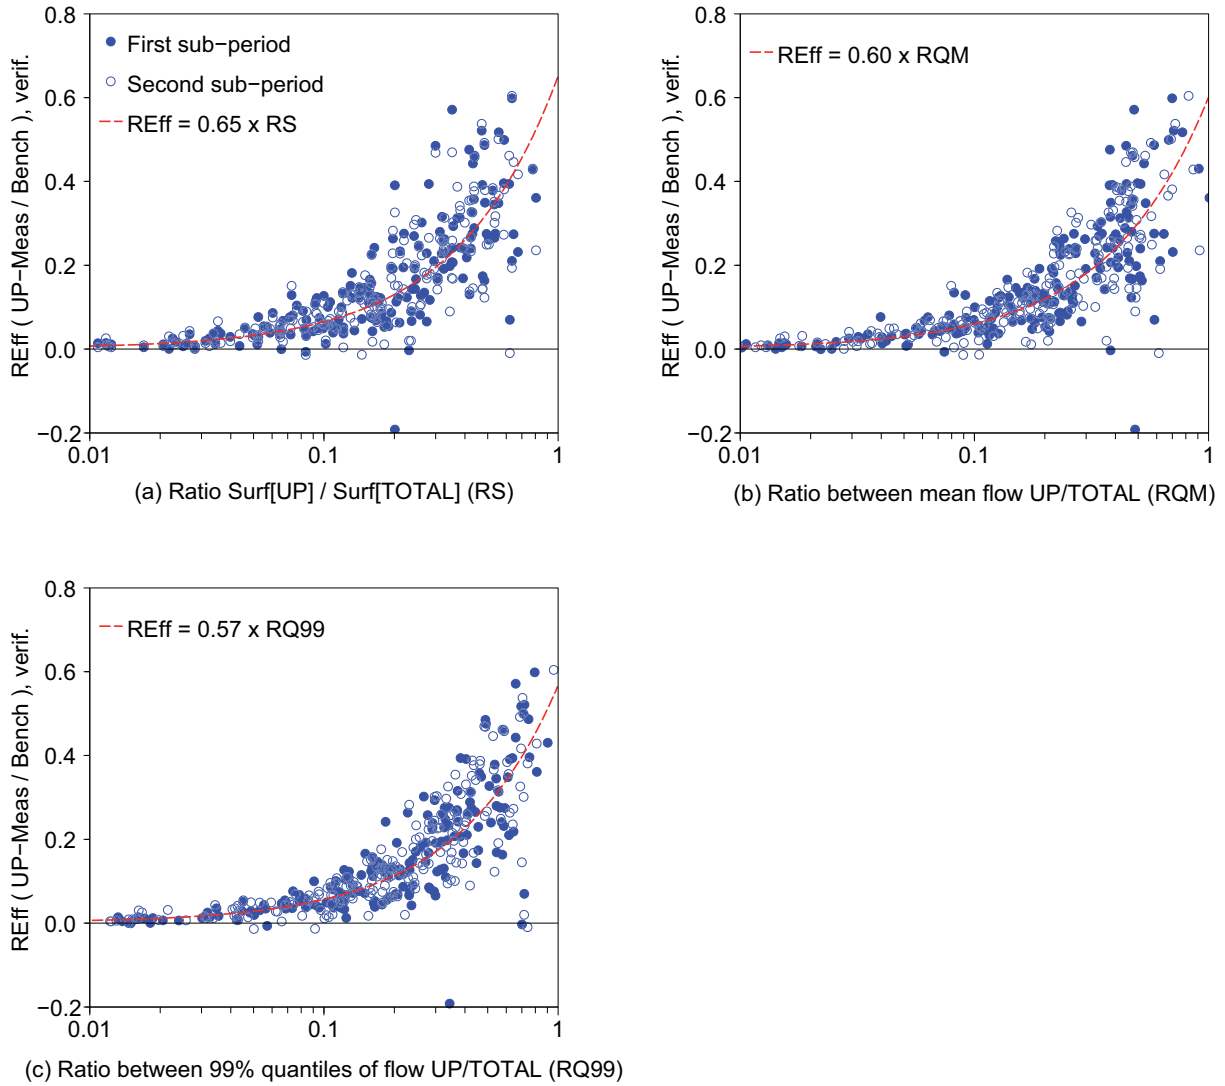 0.8
0.6
0.4
0.2
0.0
−0.2
REff ( UP−Meas / Bench ), verif.
First sub−period
Second sub−period
REff = 0.65 x RS
0.01
0.1
1
(a) Ratio Surf[UP] / Surf[TOTAL] (RS)
0.8
0.6
0.4
0.2
0.0
−0.2
REff ( UP−Meas / Bench ), verif.
REff = 0.60 x RQM
0.01
0.1
1
(b) Ratio between mean flow UP/TOTAL (RQM)
0.8
0.6
0.4
0.2
0.0
−0.2
REff ( UP−Meas / Bench ), verif.
REff = 0.57 x RQ99
0.01
0.1
1
(c) Ratio between 99% quantiles of flow UP/TOTAL (RQ99)